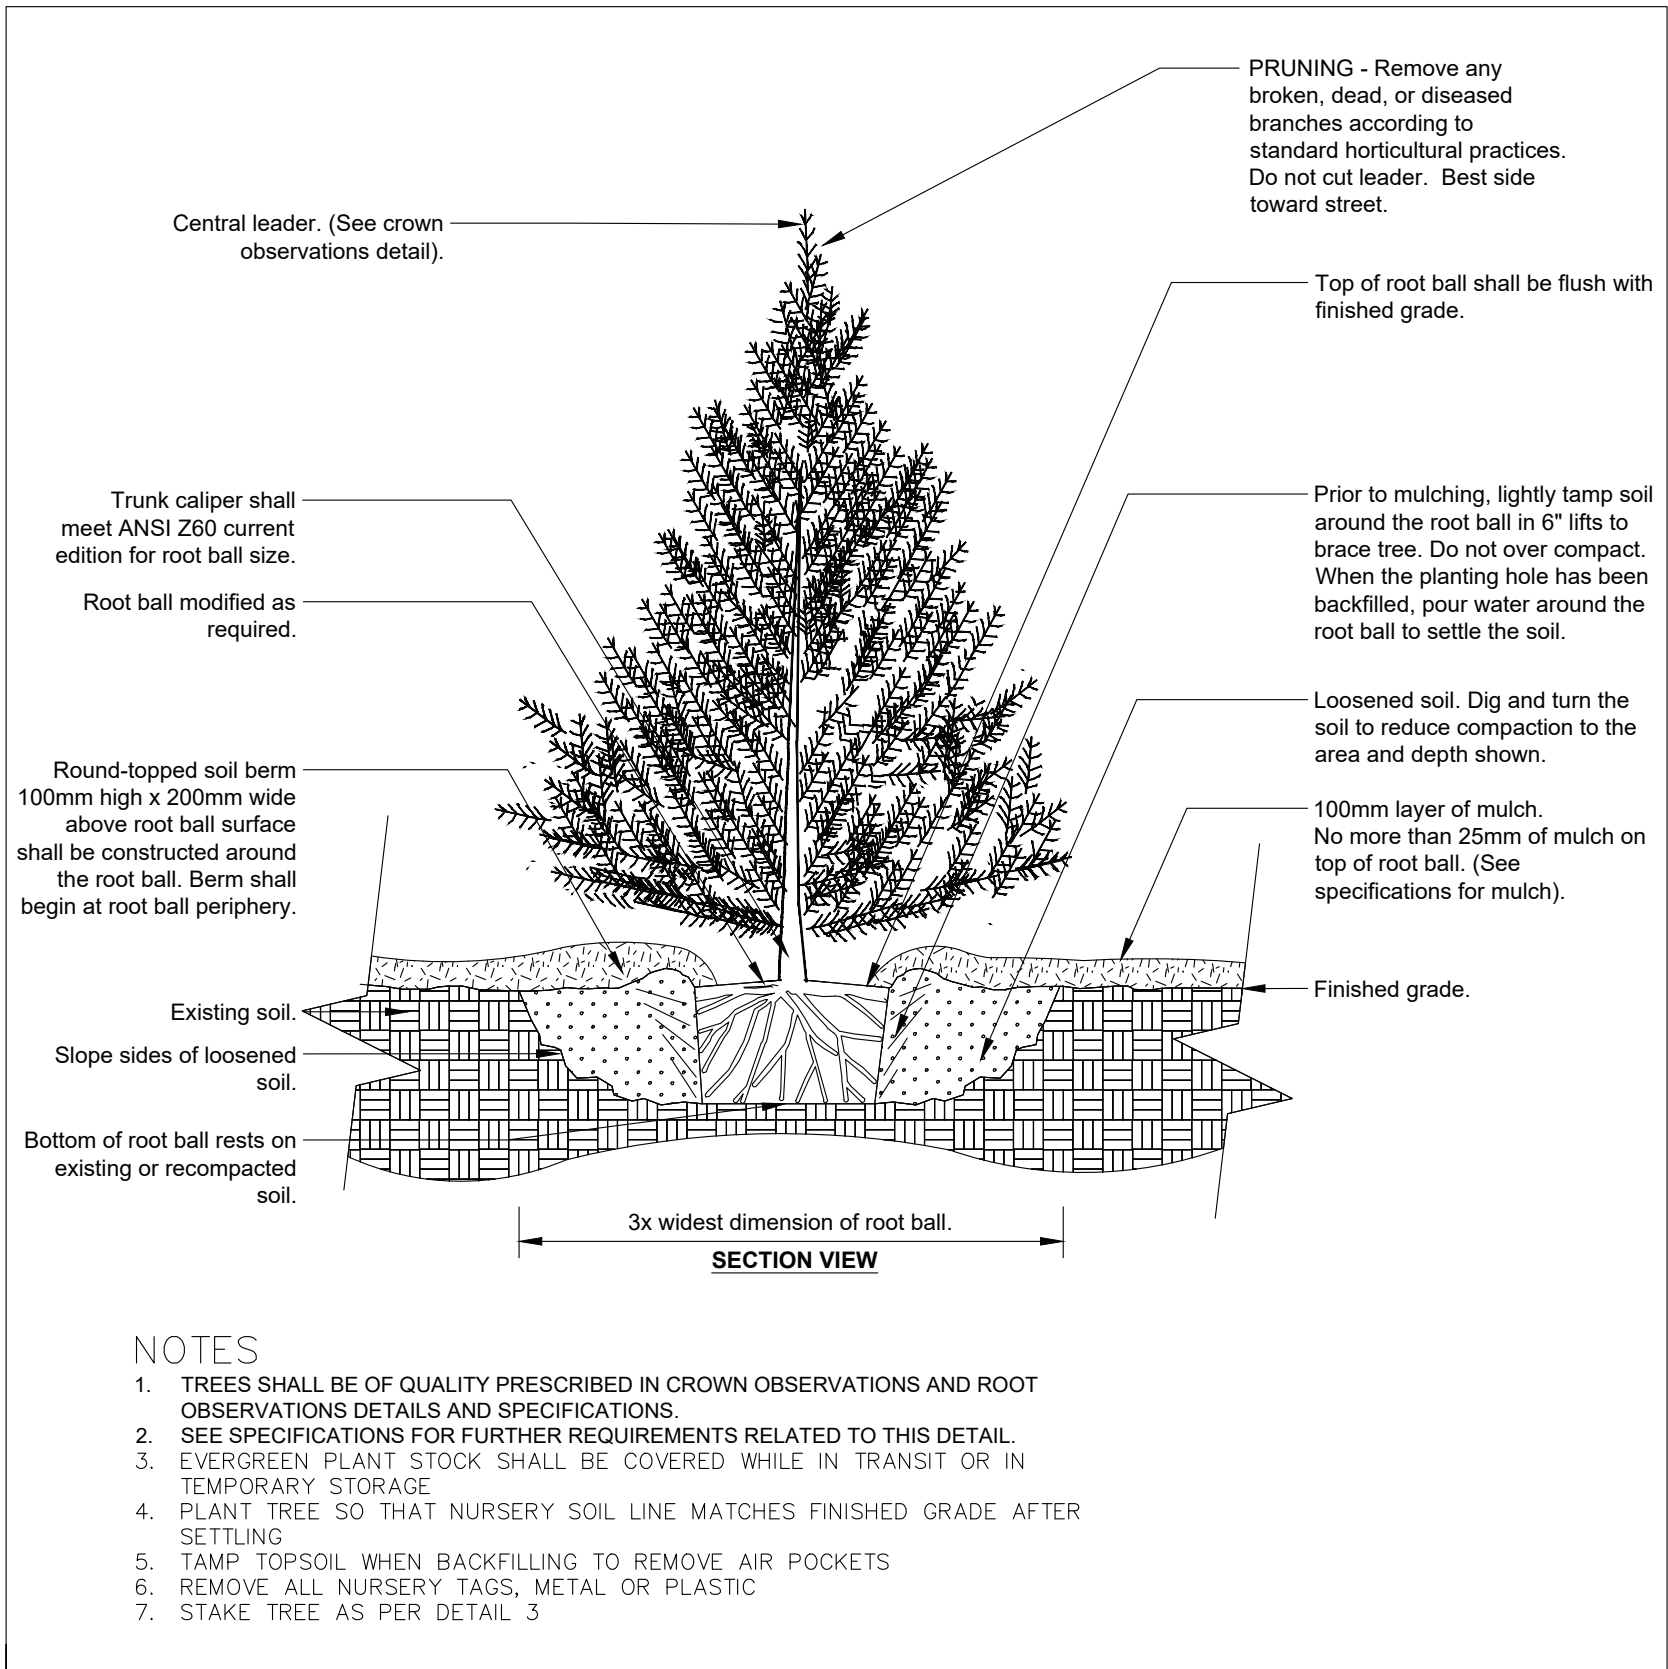 PRUNING - Remove any
broken, dead, or diseased
branches according to
standard horticultural practices.
Do not cut leader.  Best side
toward street.
Central leader. (See crown
observations detail).
Top of root ball shall be flush with
finished grade.
Trunk caliper shall
meet ANSI Z60 current
edition for root ball size.
Prior to mulching, lightly tamp soil
around the root ball in 6" lifts to
brace tree. Do not over compact.
When the planting hole has been
backfilled, pour water around the
root ball to settle the soil.
Root ball modified as
required.
Loosened soil. Dig and turn the
soil to reduce compaction to the
area and depth shown.
Round-topped soil berm
100mm high x 200mm wide
above root ball surface
shall be constructed around
the root ball. Berm shall
begin at root ball periphery.
100mm layer of mulch.
No more than 25mm of mulch on
top of root ball. (See
specifications for mulch).
Finished grade.
Existing soil.
Slope sides of loosened
soil.
Bottom of root ball rests on
existing or recompacted
soil.
3x widest dimension of root ball.
SECTION VIEW
NOTES
1. TREES SHALL BE OF QUALITY PRESCRIBED IN CROWN OBSERVATIONS AND ROOT
OBSERVATIONS DETAILS AND SPECIFICATIONS.
2. SEE SPECIFICATIONS FOR FURTHER REQUIREMENTS RELATED TO THIS DETAIL.
3. EVERGREEN PLANT STOCK SHALL BE COVERED WHILE IN TRANSIT OR IN
TEMPORARY STORAGE
4. PLANT TREE SO THAT NURSERY SOIL LINE MATCHES FINISHED GRADE AFTER
SETTLING
5. TAMP TOPSOIL WHEN BACKFILLING TO REMOVE AIR POCKETS
6. REMOVE ALL NURSERY TAGS, METAL OR PLASTIC
7. STAKE TREE AS PER DETAIL 3